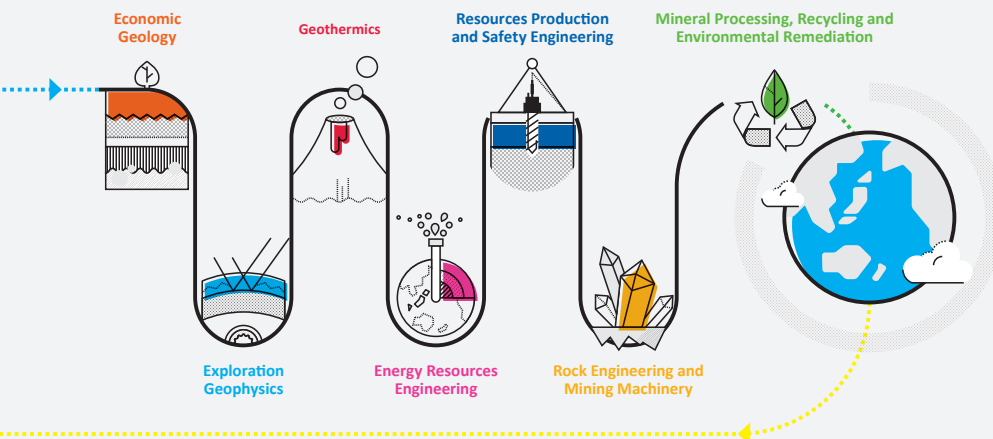 Economic
Geology
Geothermics
Resources Production
and Safety Engineering
Mineral Processing, Recycling and
Environmental Remediation
Exploration
Geophysics
Energy Resources
Engineering
Rock Engineering and
Mining Machinery